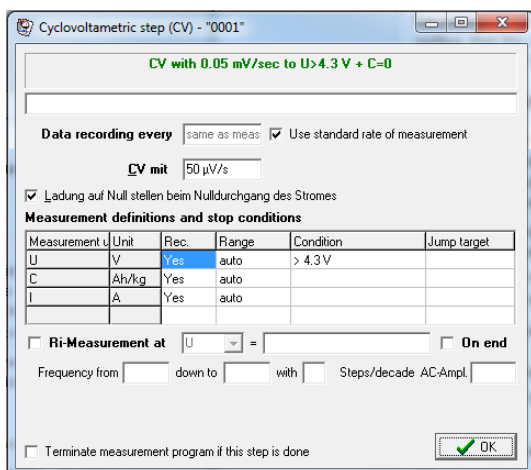 Cyclovoltametric step (CV) - "0001"
CV with 0.05 mV/sec to U>4.3 V + C=0
Data recording every same as meas Use standard rate of measurement
CV mit 50 µV/s
Ladung auf Null stellen beim Nulldurchgang des Stromes
Measurement definitions and stop conditions
Measurement u Unit Rec. Range Condition Jump target
U V Yes auto > 4.3 V
C Ah/kg Yes auto
I A Yes auto
Ri-Measurement at U = On end
Frequency from down to with Steps/decade AC-Ampl.
Terminate measurement program if this step is done OK